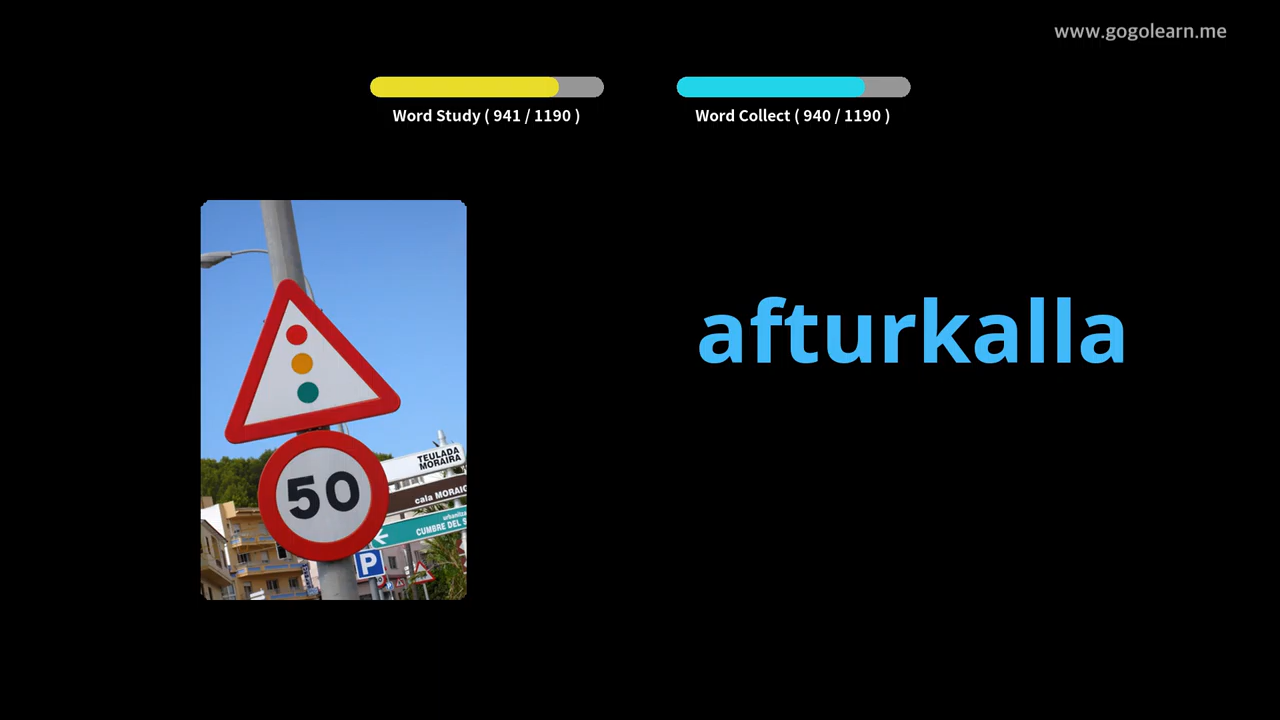 www.gogolearn.me
Word Study ( 941 / 1190 )
Word Collect ( 940 / 1190 )
afturkalla
50
TEULADA
MORAIRA
cala MORAIG
CUMBRE DEL S
P